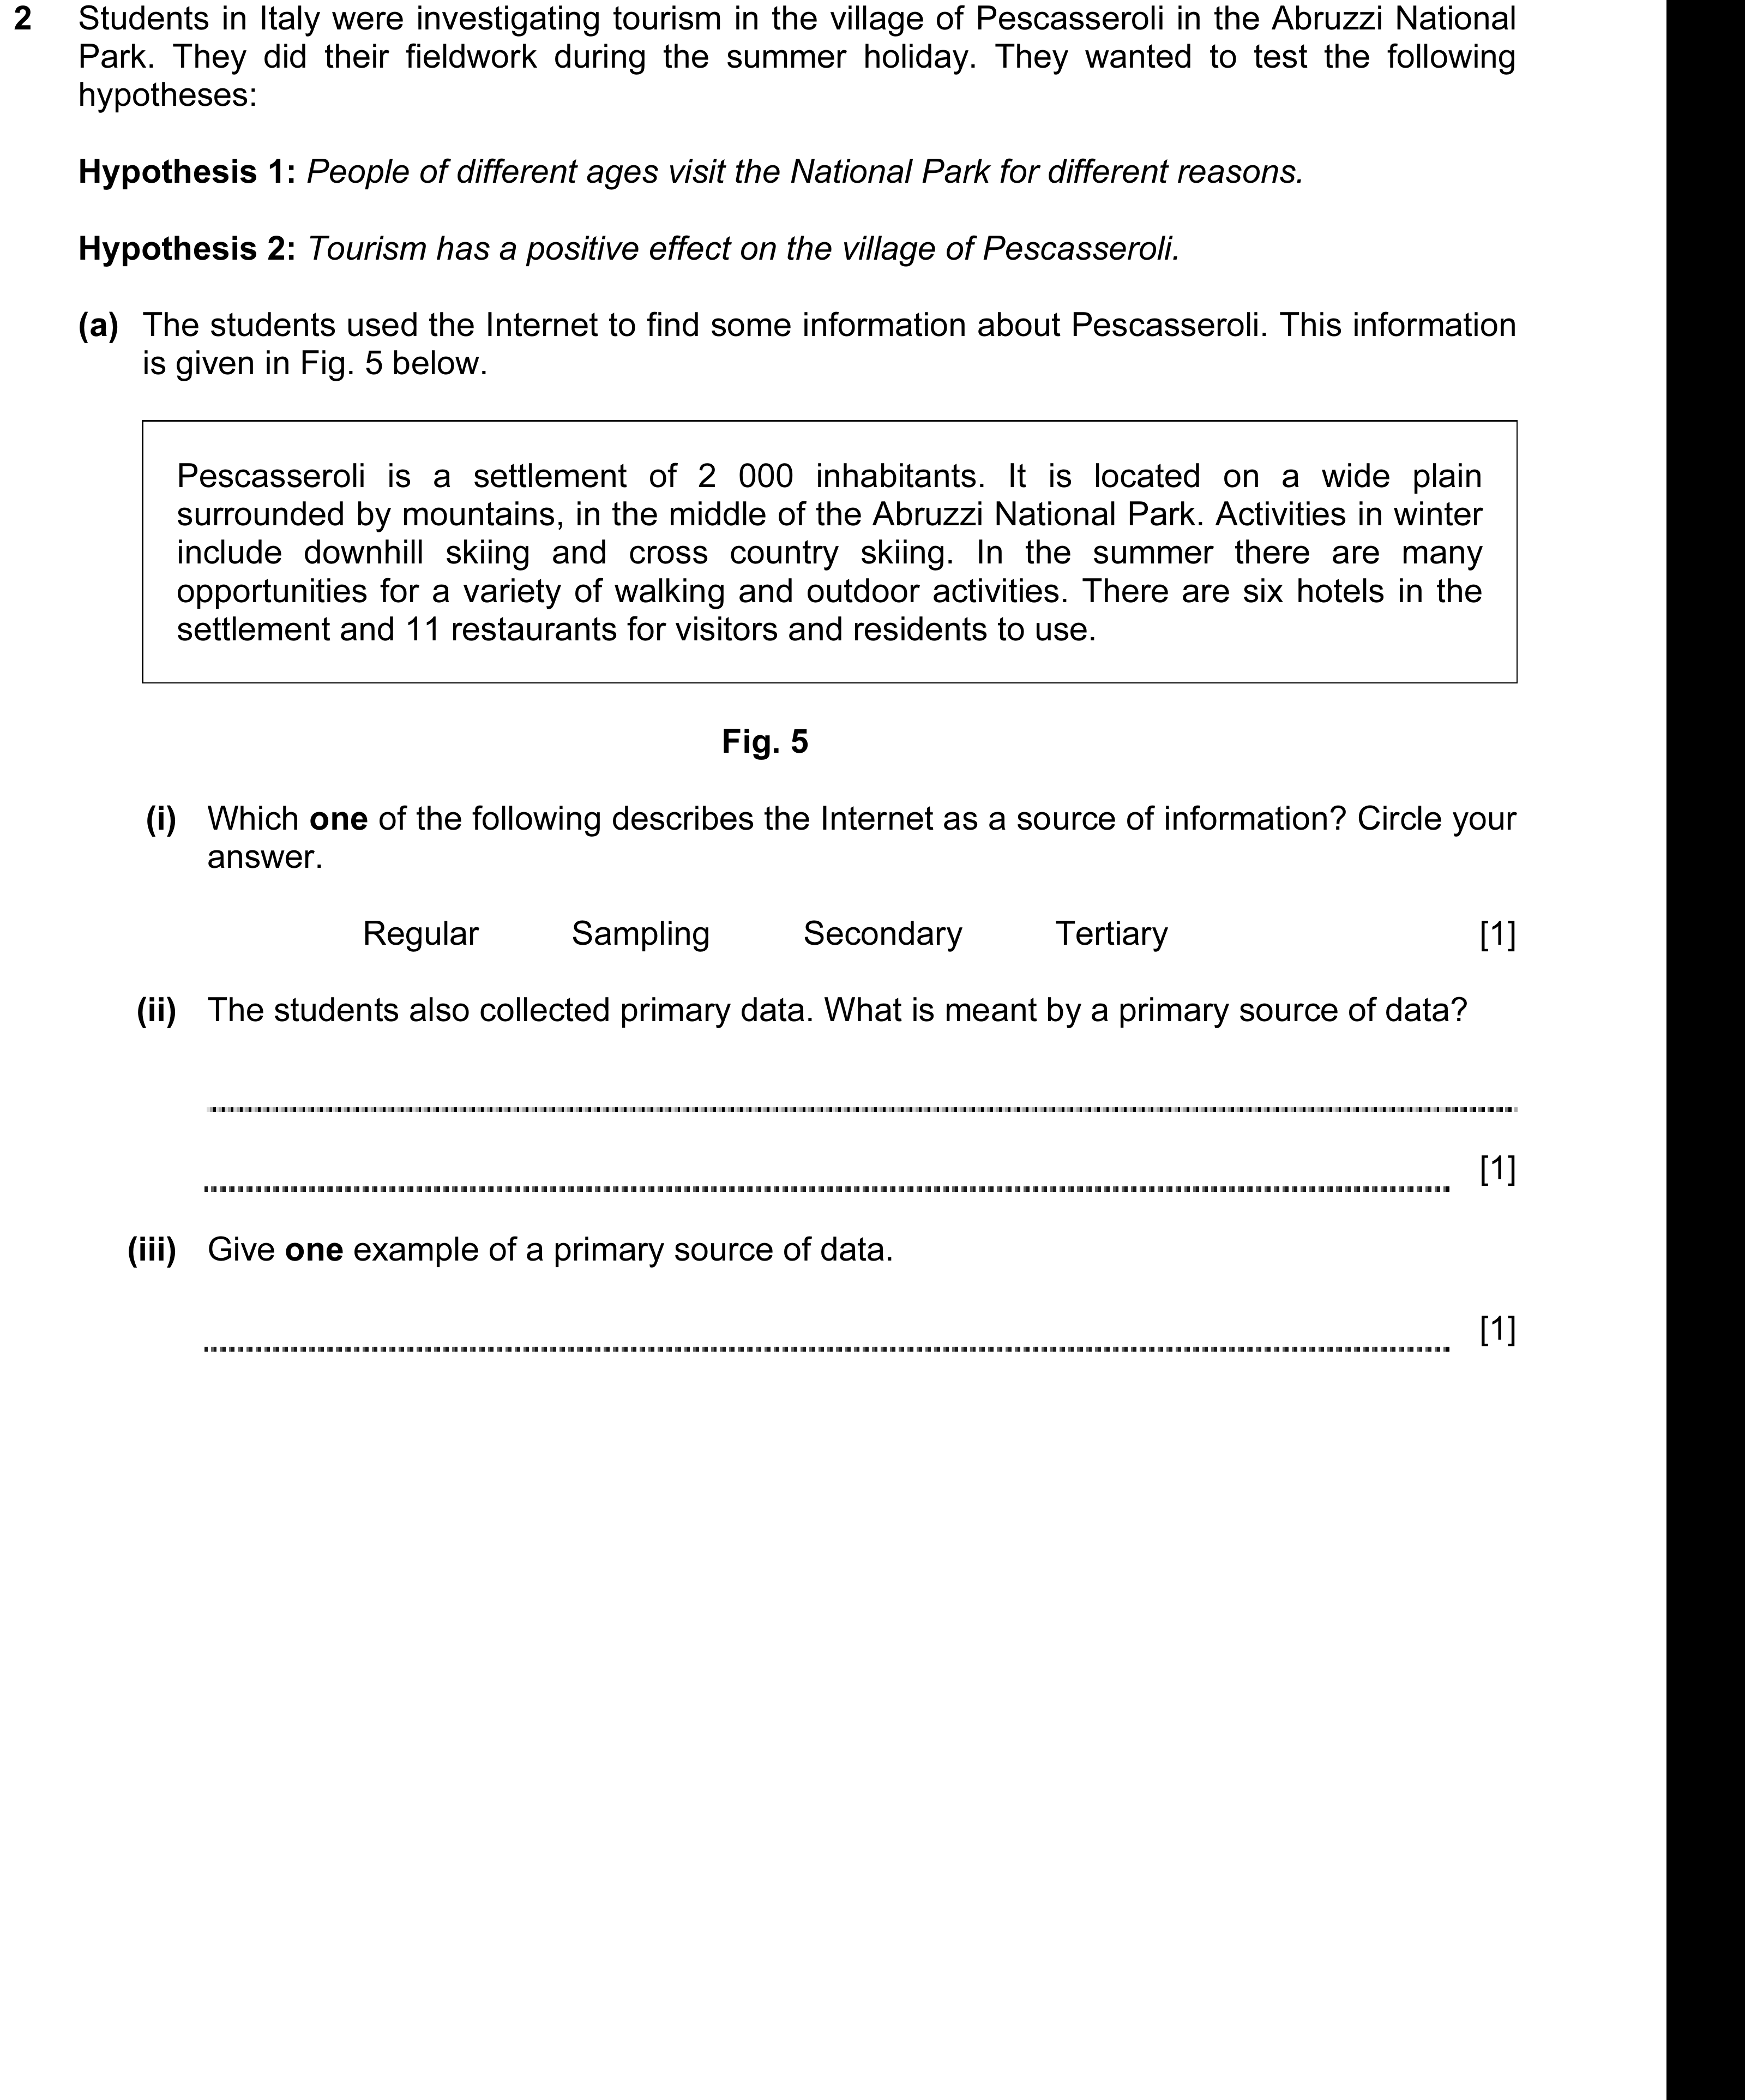 2 Students in Italy were investigating tourism in the village of Pescasseroli in the Abruzzi National
Park. They did their fieldwork during the summer holiday. They wanted to test the following
hypotheses:
Hypothesis 1: People of different ages visit the National Park for different reasons.
Hypothesis 2: Tourism has a positive effect on the village of Pescasseroli.
(a) The students used the Internet to find some information about Pescasseroli. This information
is given in Fig. 5 below.
Pescasseroli is a settlement of 2 000 inhabitants. It is located on a wide plain
surrounded by mountains, in the middle of the Abruzzi National Park. Activities in winter
include downhill skiing and cross country skiing. In the summer there are many
opportunities for a variety of walking and outdoor activities. There are six hotels in the
settlement and 11 restaurants for visitors and residents to use.
Fig. 5
(i) Which one of the following describes the Internet as a source of information? Circle your
answer.
Regular Sampling Secondary Tertiary [1]
(ii) The students also collected primary data. What is meant by a primary source of data?
[1]
(iii) Give one example of a primary source of data.
[1]